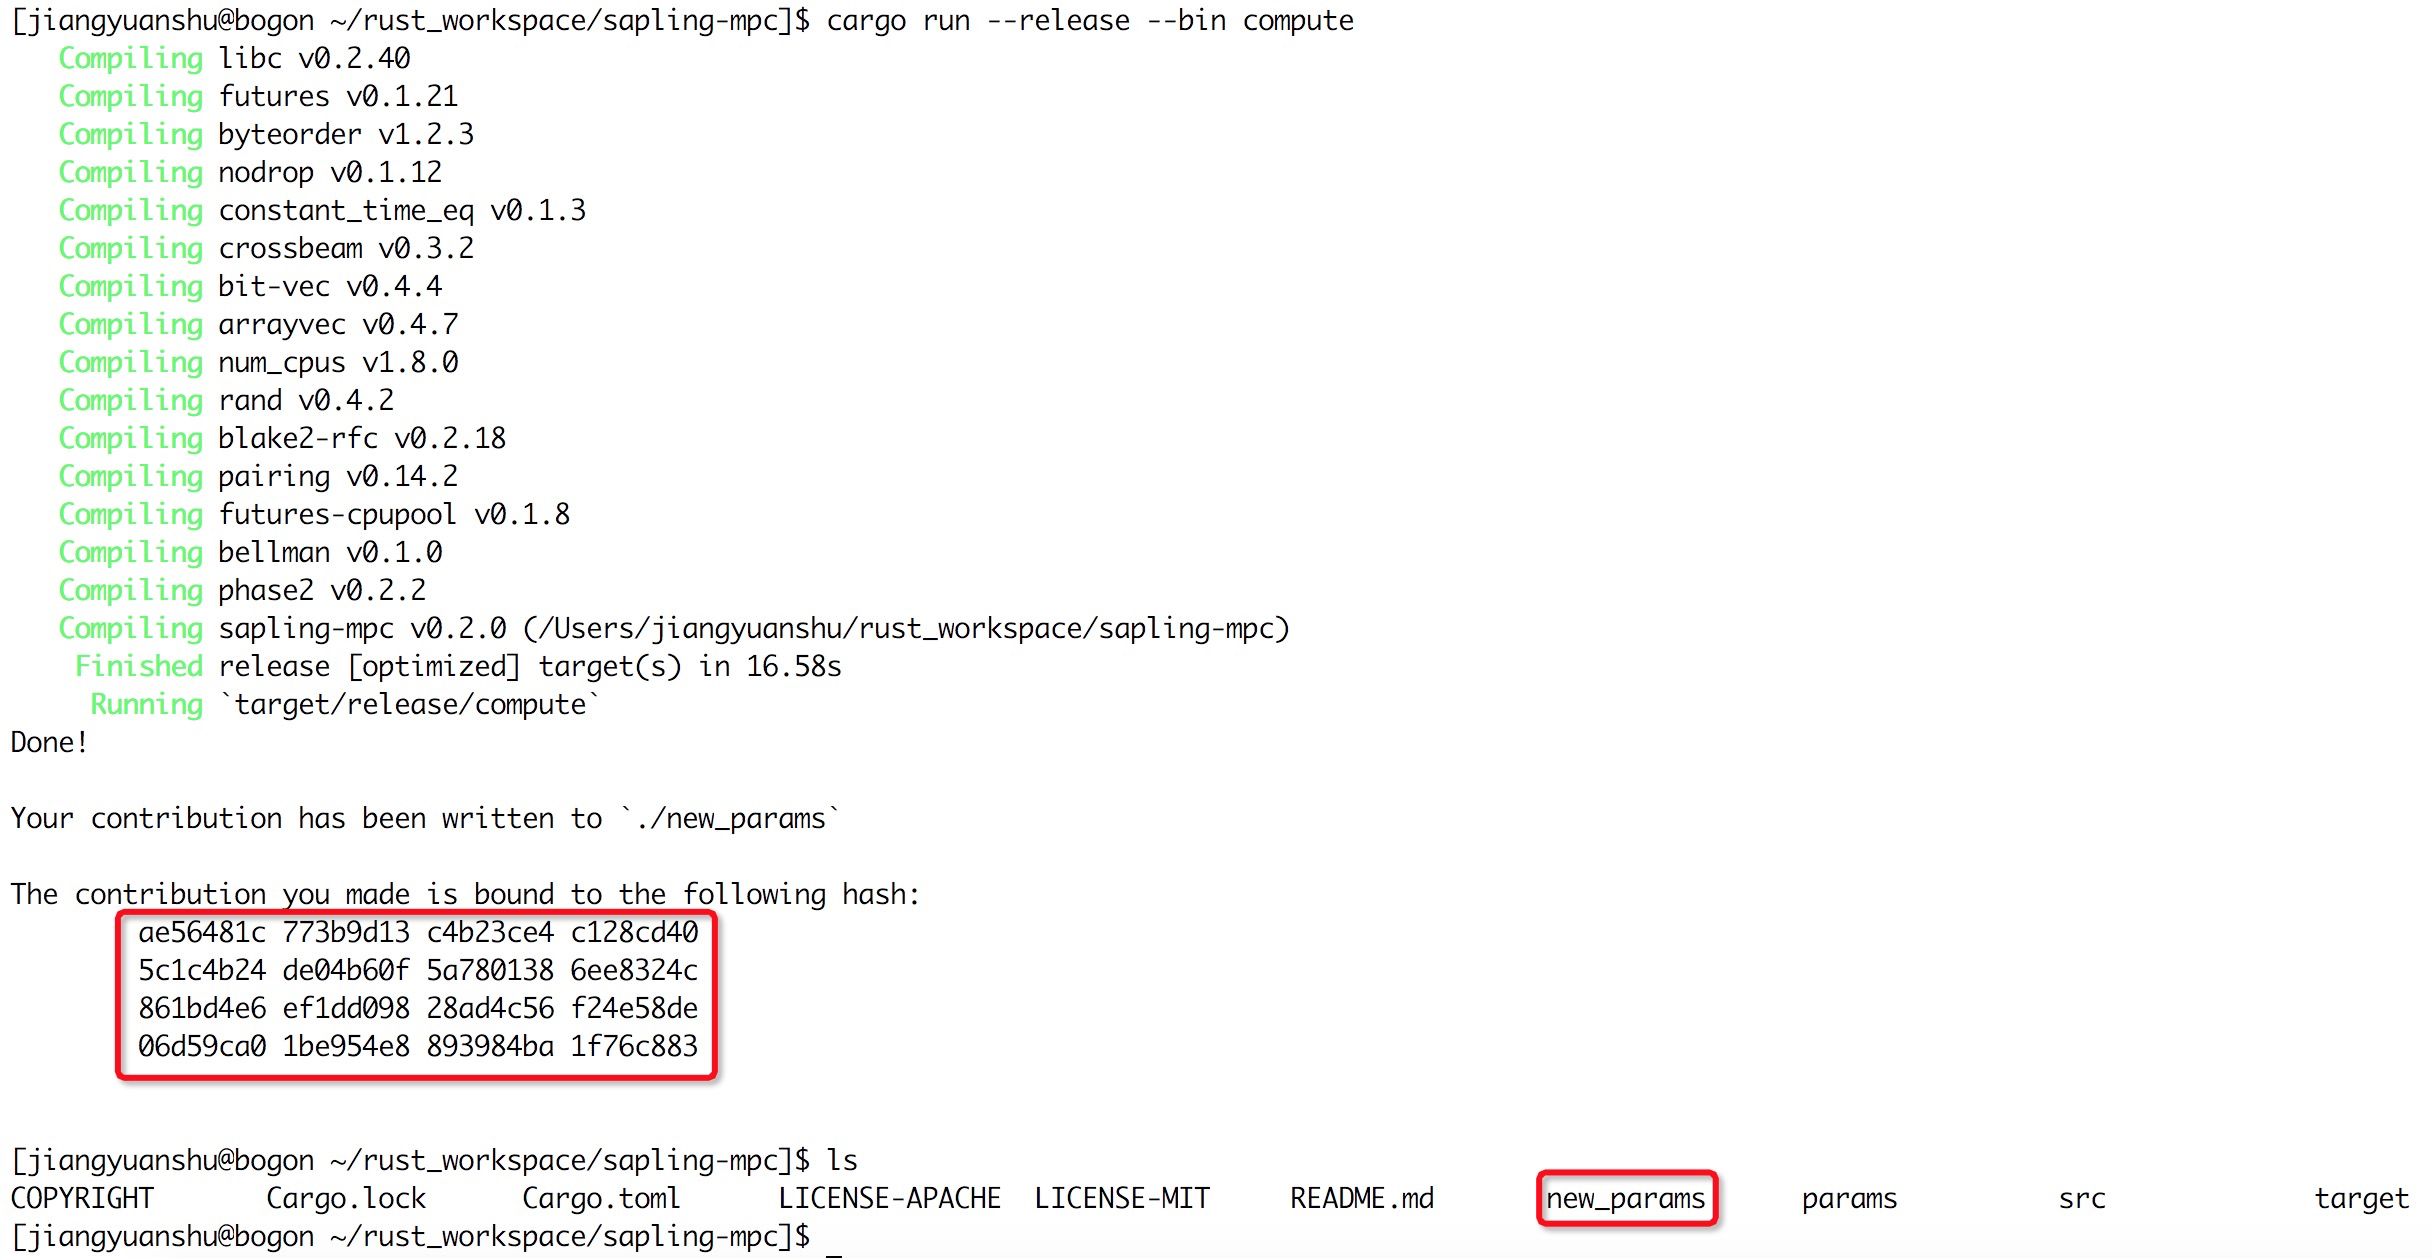 [jiangyuanshu@bogon ~/rust_workspace/sapling-mpc]$ cargo run --release --bin compute
Compiling libc v0.2.40
Compiling futures v0.1.21
Compiling byteorder v1.2.3
Compiling nodrop v0.1.12
Compiling constant_time_eq v0.1.3
Compiling crossbeam v0.3.2
Compiling bit-vec v0.4.4
Compiling arrayvec v0.4.7
Compiling num_cpus v1.8.0
Compiling rand v0.4.2
Compiling blake2-rfc v0.2.18
Compiling pairing v0.14.2
Compiling futures-cpupool v0.1.8
Compiling bellman v0.1.0
Compiling phase2 v0.2.2
Compiling sapling-mpc v0.2.0 (/Users/jiangyuanshu/rust_workspace/sapling-mpc)
Finished release [optimized] target(s) in 16.58s
Running `target/release/compute`
Done!
Your contribution has been written to `./new_params`
The contribution you made is bound to the following hash:
ae56481c 773b9d13 c4b23ce4 c128cd40
5c1c4b24 de04b60f 5a780138 6ee8324c
861bd4e6 ef1dd098 28ad4c56 f24e58de
06d59ca0 1be954e8 893984ba 1f76c883
[jiangyuanshu@bogon ~/rust_workspace/sapling-mpc]$ ls
COPYRIGHT Cargo.lock Cargo.toml LICENSE-APACHE LICENSE-MIT README.md new_params params src target
[jiangyuanshu@bogon ~/rust_workspace/sapling-mpc]$ _